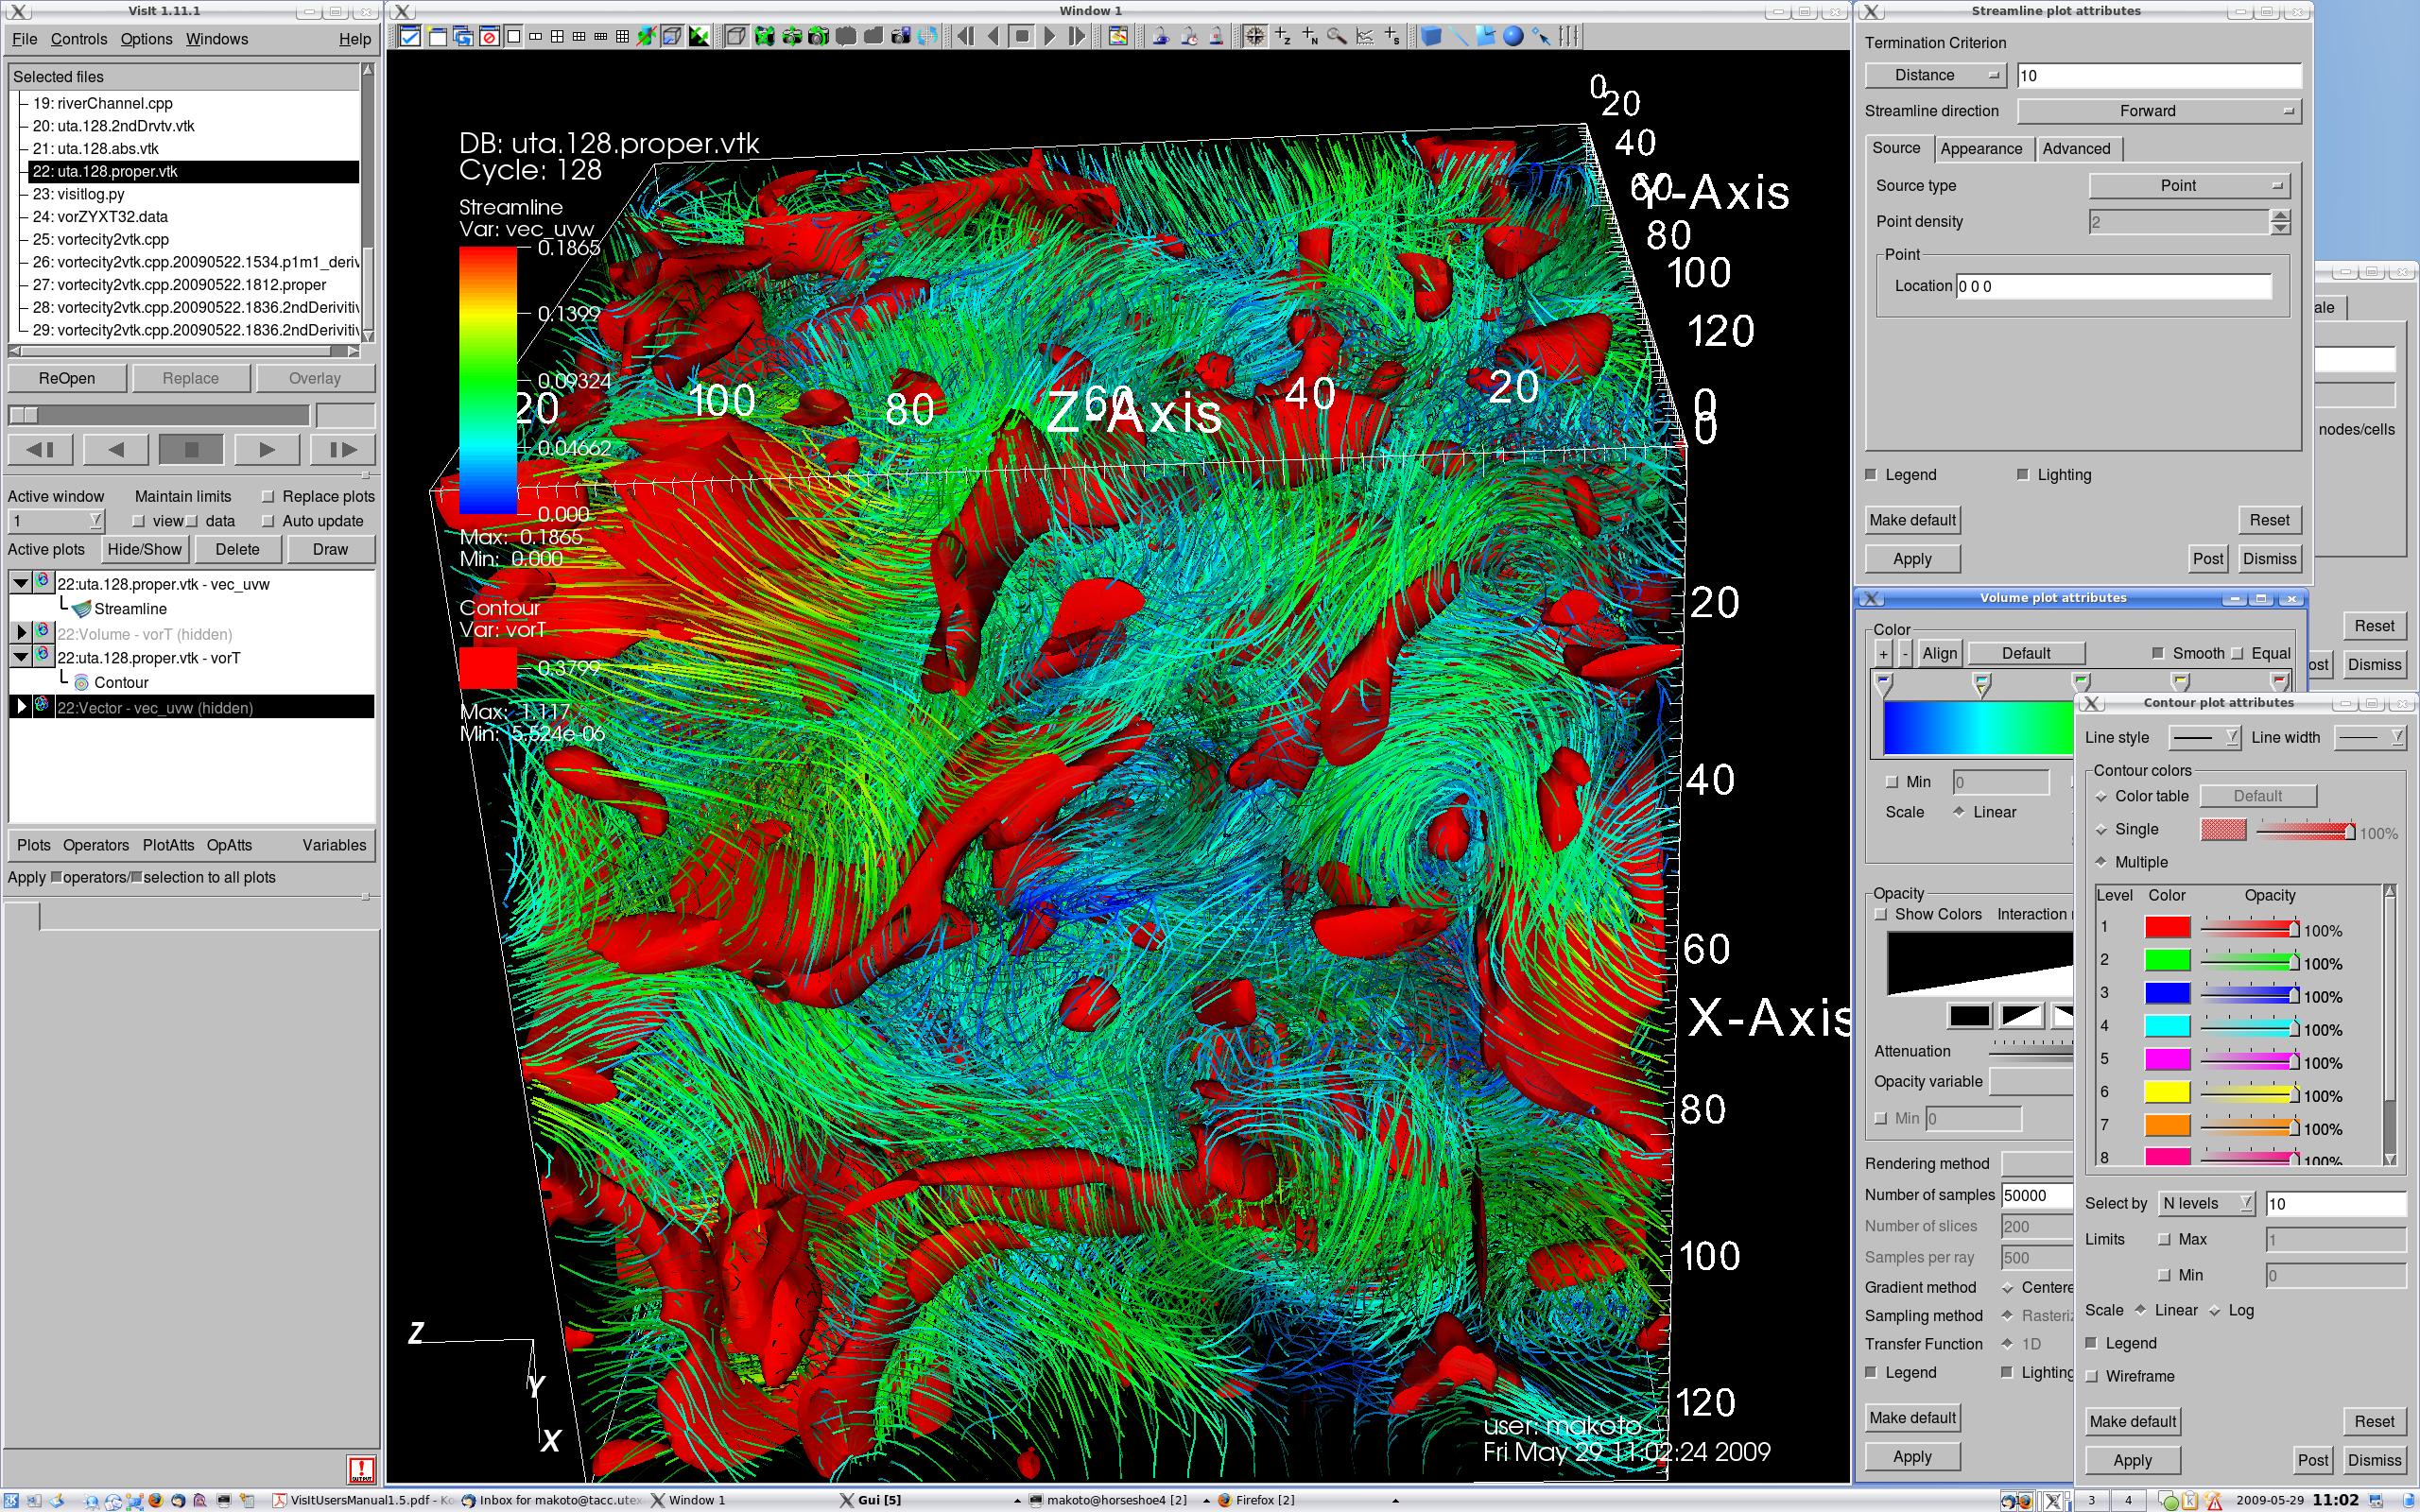 VisIt 1.11.1
File Controls Options Windows Help
Selected files
19: riverChannel.cpp
20: uta.128.2ndDrvtv.vtk
21: uta.128.abs.vtk
22: uta.128.proper.vtk
23: visitlog.py
24: vorZYXT32.data
25: vortecity2vtk.cpp
26: vortecity2vtk.cpp.20090522.1534.p1m1_deriv
27: vortecity2vtk.cpp.20090522.1812.proper
28: vortecity2vtk.cpp.20090522.1836.2ndDerivitiv
29: vortecity2vtk.cpp.20090522.1836.2ndDerivitiv
ReOpen Replace Overlay
Active window Maintain limits Replace plots
1 view data Auto update
Active plots Hide/Show Delete Draw
22:uta.128.proper.vtk - vec_uvw
Streamline
22:Volume - vorT (hidden)
22:uta.128.proper.vtk - vorT
Contour
22:Vector - vec_uvw (hidden)
Plots Operators PlotAtts OpAtts Variables
Apply operators/ selection to all plots
Window 1
DB: uta.128.proper.vtk
Cycle: 128
Streamline
Var: vec_uvw
0.1865
0.1399
0.09324
0.04662
0.000
Max: 0.1865
Min: 0.000
Contour
Var: vorT
0.3799
Max: 1.117
Min: 5.524e-06
0
20
40
60
Y-Axis
80
100
120
0
0
20 100 80 60 40 20
Z-Axis
20
40
60
X-Axis
80
100
120
Z
Y
X
user: makoto
Fri May 29 11:02:24 2009
Streamline plot attributes
Termination Criterion
Distance 10
Streamline direction Forward
Source Appearance Advanced
Source type Point
Point density 2
Point
Location 0 0 0
Legend Lighting
Make default Reset
Apply Post Dismiss
ale
nodes/cells
Reset
ost Dismiss
Volume plot attributes
Color
+ - Align Default Smooth Equal
Min 0
Scale Linear
Opacity
Show Colors Interaction
Attenuation
Opacity variable
Min 0
Rendering method
Number of samples 50000
Number of slices 200
Samples per ray 500
Gradient method Centere
Sampling method Rasteriz
Transfer Function 1D
Legend Lighting
Make default
Apply
Contour plot attributes
Line style Line width
Contour colors
Color table Default
Single 100%
Multiple
Level Color Opacity
1 100%
2 100%
3 100%
4 100%
5 100%
6 100%
7 100%
8 100%
Select by N levels 10
Limits Max 1
Min 0
Scale Linear Log
Legend
Wireframe
Make default Reset
Apply Post Dismiss
VisItUsersManual1.5.pdf - Ko Inbox for makoto@tacc.utex Window 1 Gui [5] makoto@horseshoe4 [2] Firefox [2] 3 4 2009-05-29 11:02